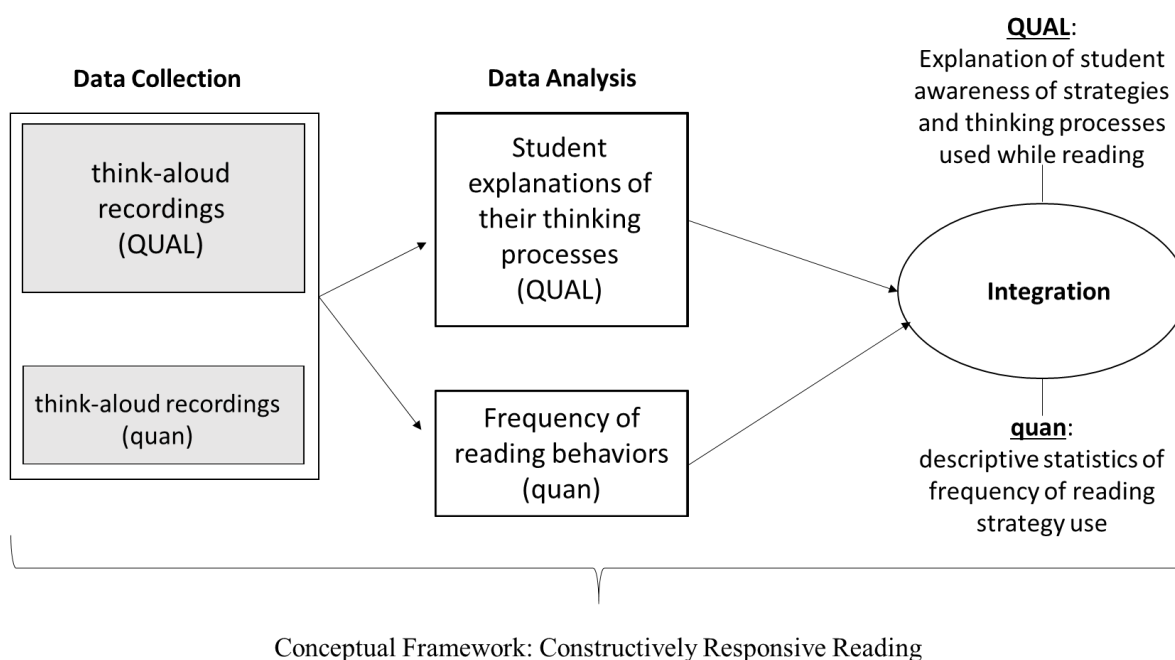 Data Collection
think-aloud
recordings
(QUAL)
think-aloud recordings
(quan)
Data Analysis
Student
explanations of
their thinking
processes
(QUAL)
Frequency of
reading behaviors
(quan)
QUAL:
Explanation of student
awareness of strategies
and thinking processes
used while reading
Integration
quan:
descriptive statistics of
frequency of reading
strategy use
Conceptual Framework: Constructively Responsive Reading